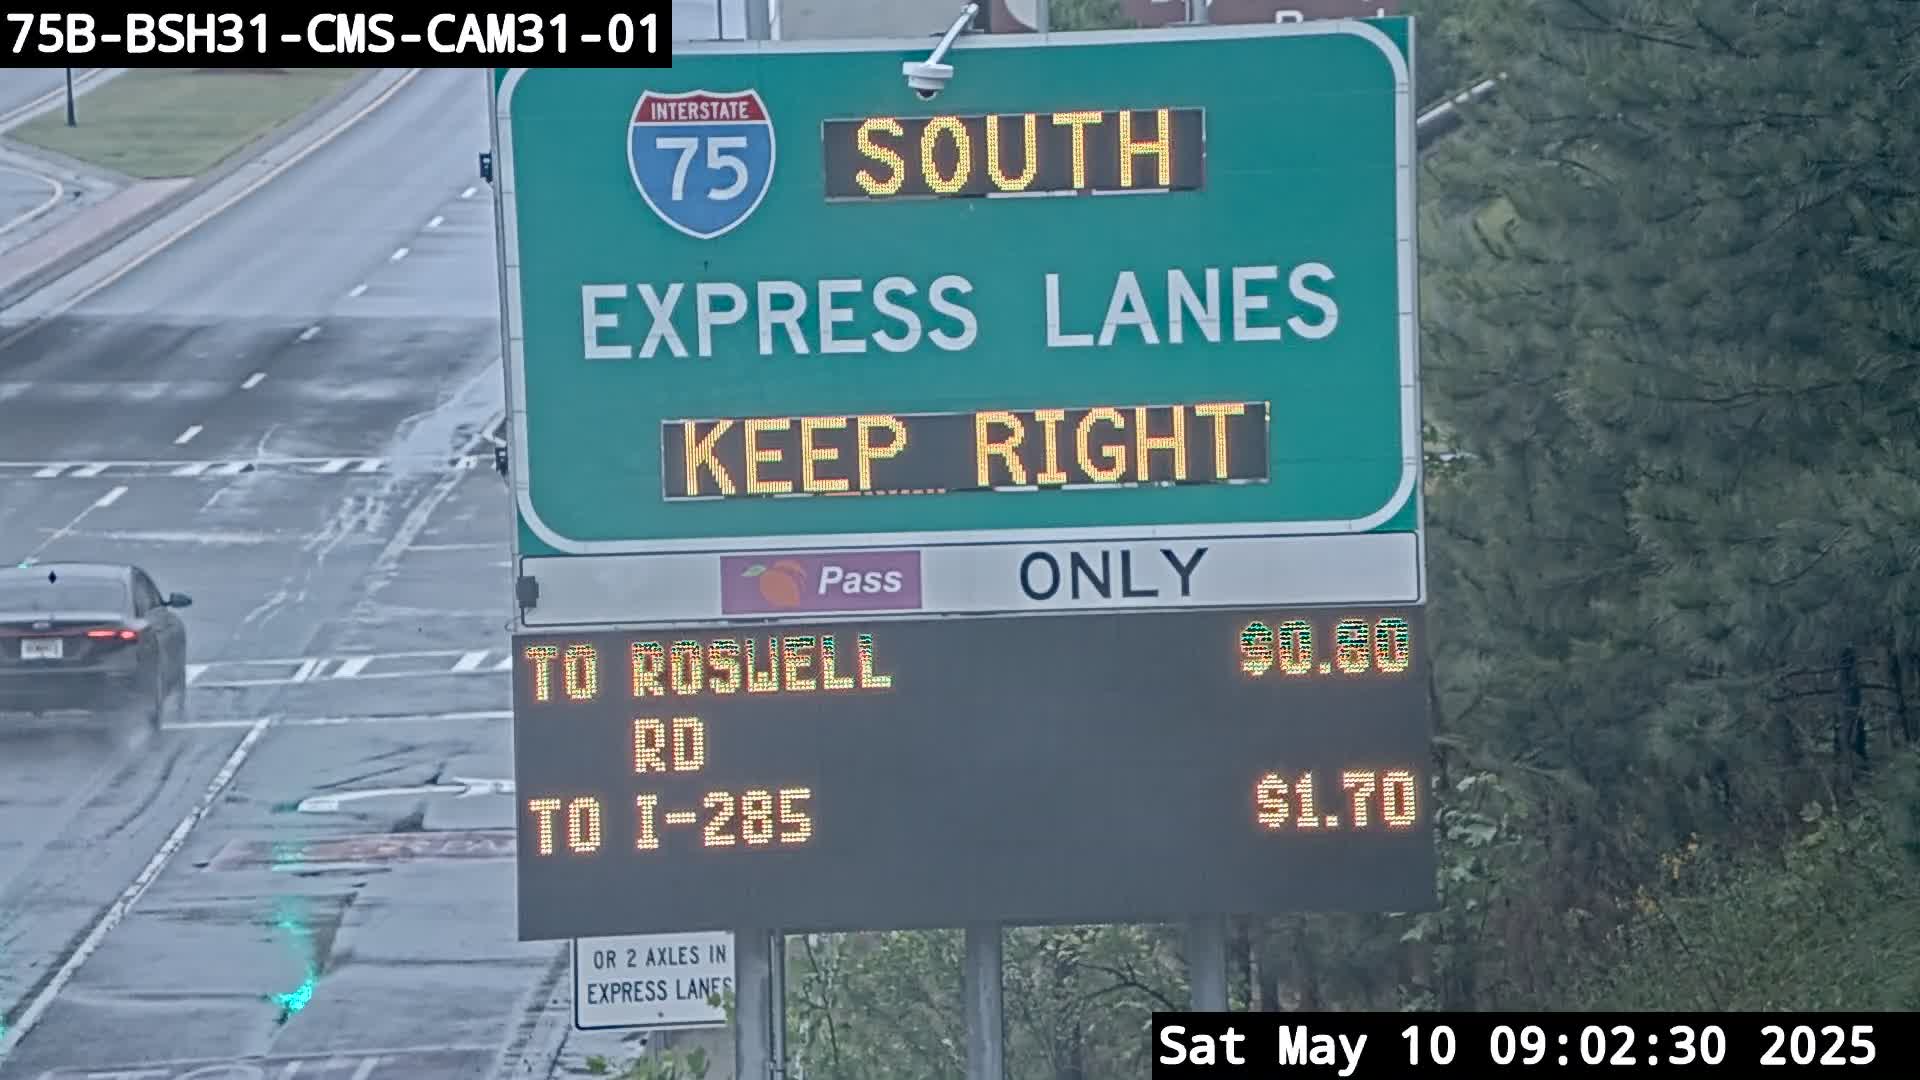 75B-BSH31-CMS-CAM31-01
INTERSTATE
75
SOUTH
EXPRESS LANES
KEEP RIGHT
Pass ONLY
TO ROSWELL $0.80
RD
TO I-285 $1.70
OR 2 AXLES IN
EXPRESS LANES
Sat May 10 09:02:30 2025